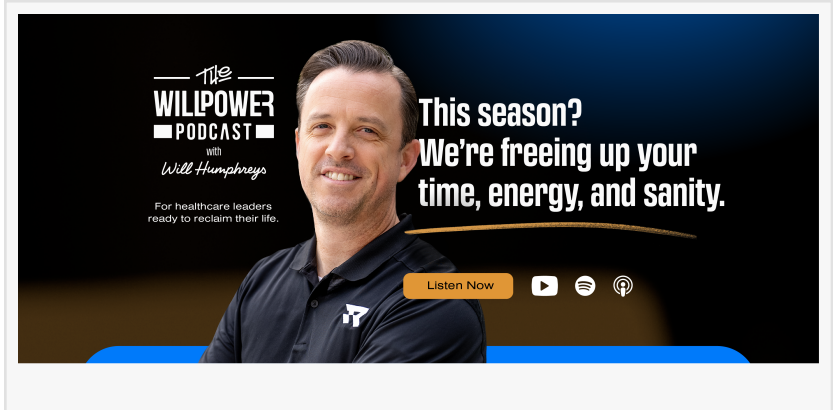 The
WILLPOWER
PODCAST
with
Will Humphreys
For healthcare leaders
ready to reclaim their life.
This season?
We're freeing up your
time, energy, and sanity.
Listen Now